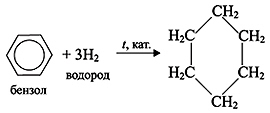 CH₂
H₂C CH₂
+ 3H₂ t, кат.
водород
H₂C CH₂
бензол
CH₂